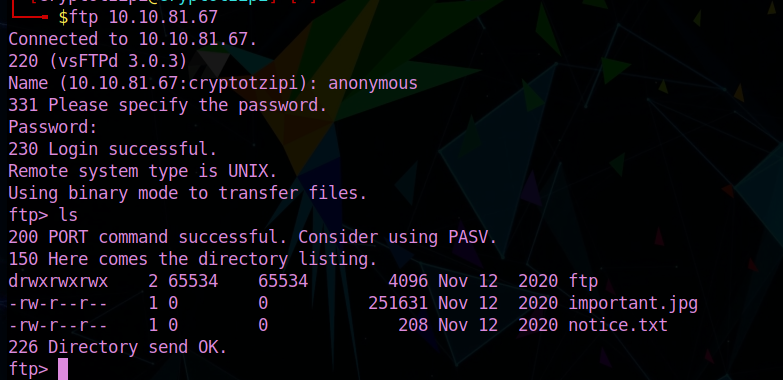 $ftp 10.10.81.67
Connected to 10.10.81.67.
220 (vsFTPd 3.0.3)
Name (10.10.81.67:cryptotzipi): anonymous
331 Please specify the password.
Password:
230 Login successful.
Remote system type is UNIX.
Using binary mode to transfer files.
ftp> ls
200 PORT command successful. Consider using PASV.
150 Here comes the directory listing.
drwxrwxrwx    2 65534    65534        4096 Nov 12  2020 ftp
-rw-r--r--    1 0        0          251631 Nov 12  2020 important.jpg
-rw-r--r--    1 0        0             208 Nov 12  2020 notice.txt
226 Directory send OK.
ftp>